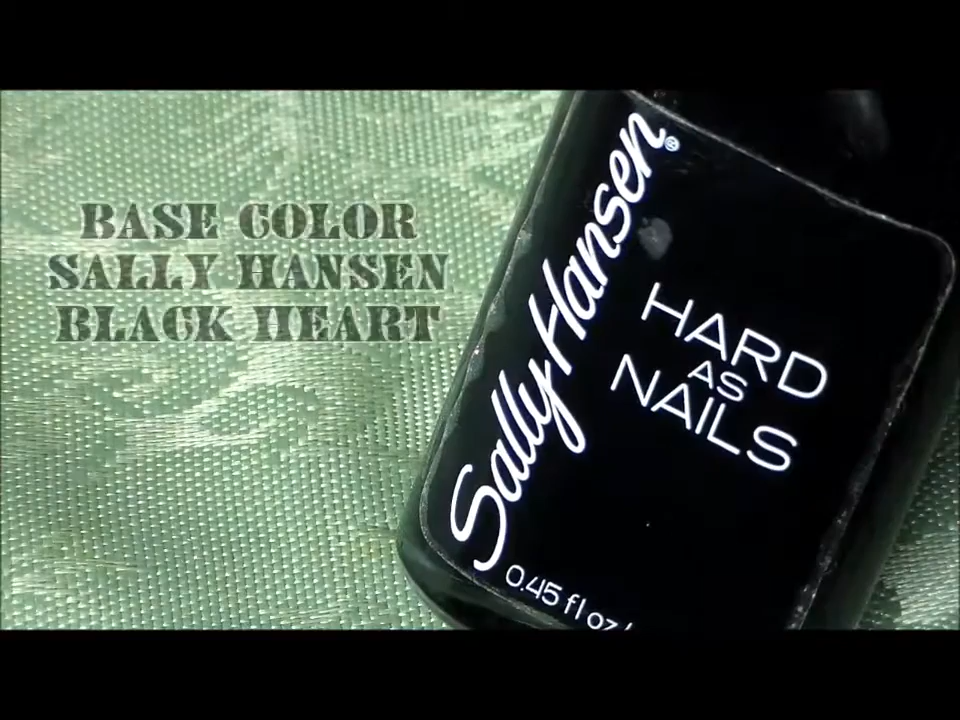 BASE COLOR
SALLY HANSEN
BLACK HEART
Sally Hansen®
HARD
AS
NAILS
0.45 fl oz /